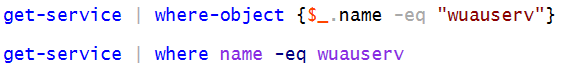 get-service | where-object {$_.name -eq "wuauserv"}
get-service | where name -eq wuauserv